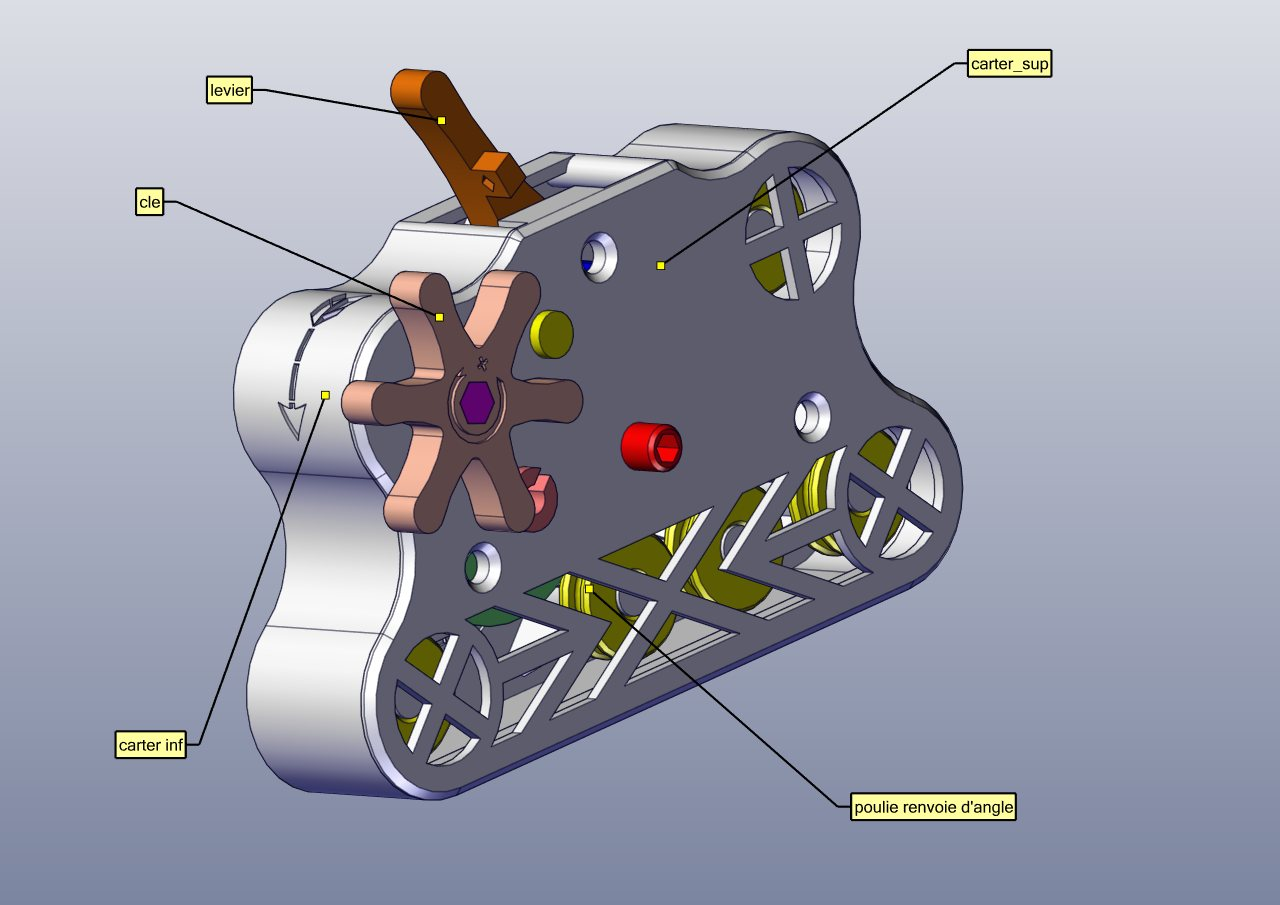 carter_sup
levier
cle
carter inf
poulie renvoie d'angle